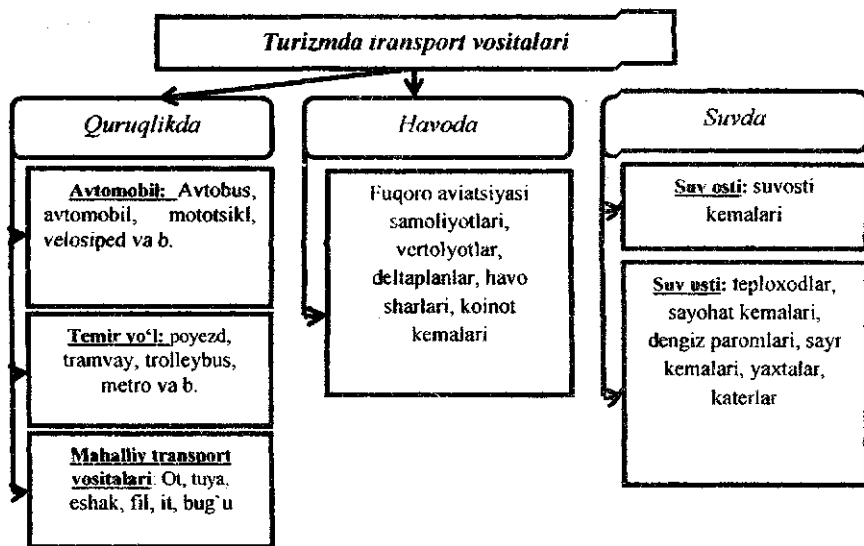 Turizmda transport vositalari
Quruqlikda
Avtomobil: Avtobus,
avtomobil, mototsikl,
velosiped va b.
Temir yo‘l: poyezd,
tramvay, trolleybus,
metro va b.
Mahalliy transport
vositalari: Ot, tuya,
eshak, fil, it, bug`u
Havoda
Fuqoro aviatsiyasi
samoliyotlari,
vertolyotlar,
deltaplanlar, havo
sharlari, koinot
kemalari
Suvda
Suv osti: suvosti
kemalari
Suv usti: teploxodlar,
sayohat kemalari,
dengiz paromlari, sayr
kemalari, yaxtalar,
katerlar